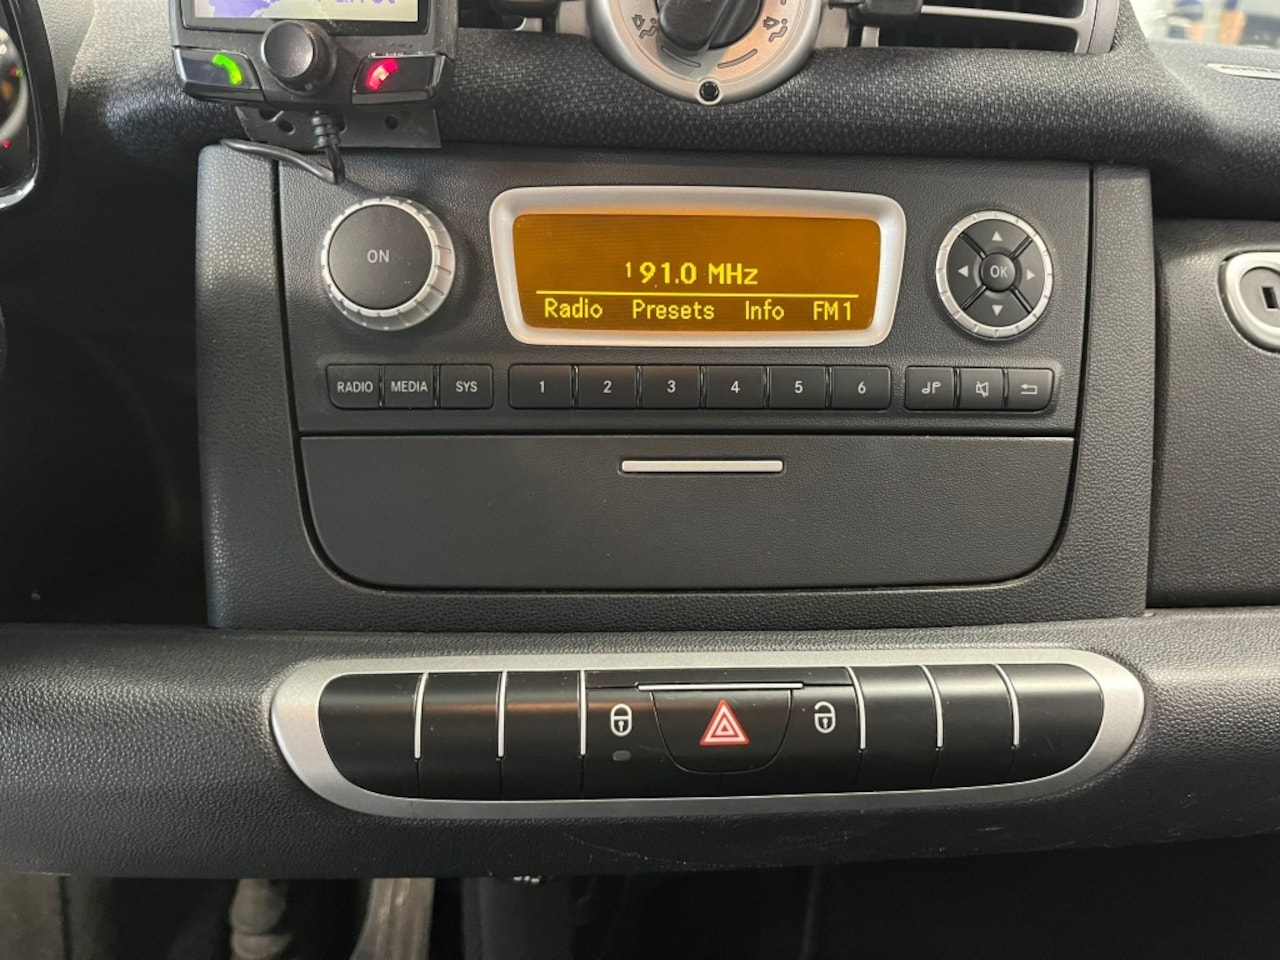 ON
1 91.0 MHz
Radio Presets Info FM1
OK
RADIO MEDIA SYS 1 2 3 4 5 6